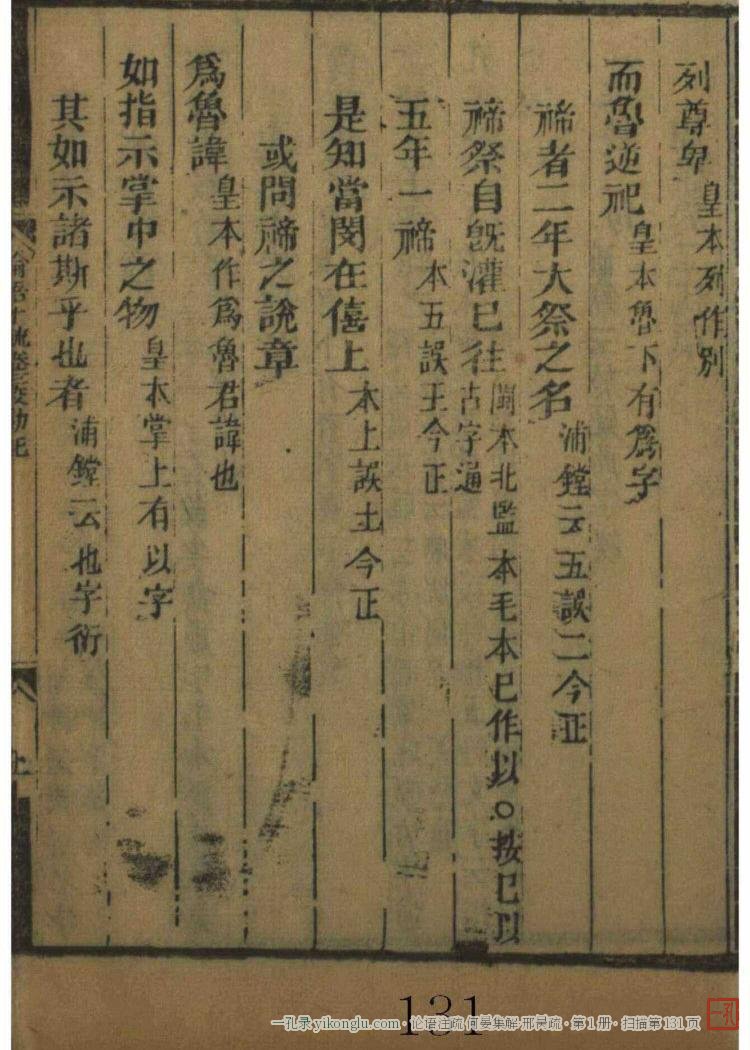 列尊卑 皇本列作別
而魯逆祀 皇本魯下有爲字
禘者二年大祭之名 浦鏜云五誤二今正
禘祭自旣灌已往 閩本北監本毛本已作以○按已以古字通
五年一禘 本五誤王今正
是知當閔在僖上 本上誤土今正
或問禘之說章
爲魯諱 皇本作爲魯君諱也
如指示掌中之物 皇本掌上有以字
其如示諸斯乎也者 浦鏜云也字衍
131
一孔录 yikonglu.com · 论语注疏 何晏集解 邢昺疏 · 第1册 · 扫描第131页
一孔